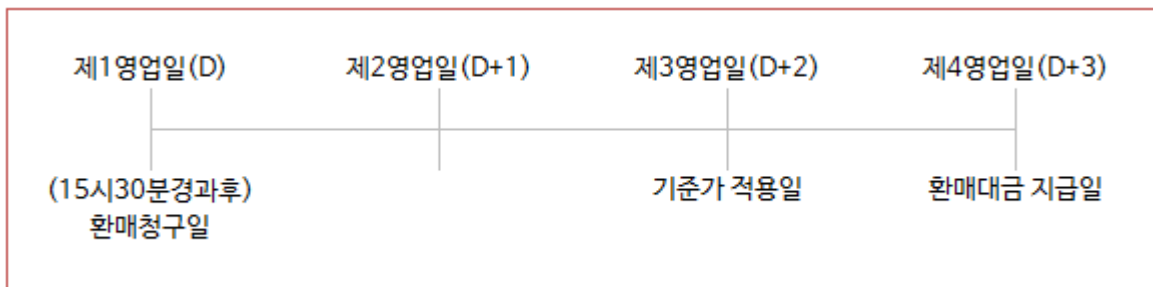 제1영업일(D) 제2영업일(D+1) 제3영업일(D+2) 제4영업일(D+3)
(15시30분경과후) 기준가 적용일 환매대금 지급일
환매청구일